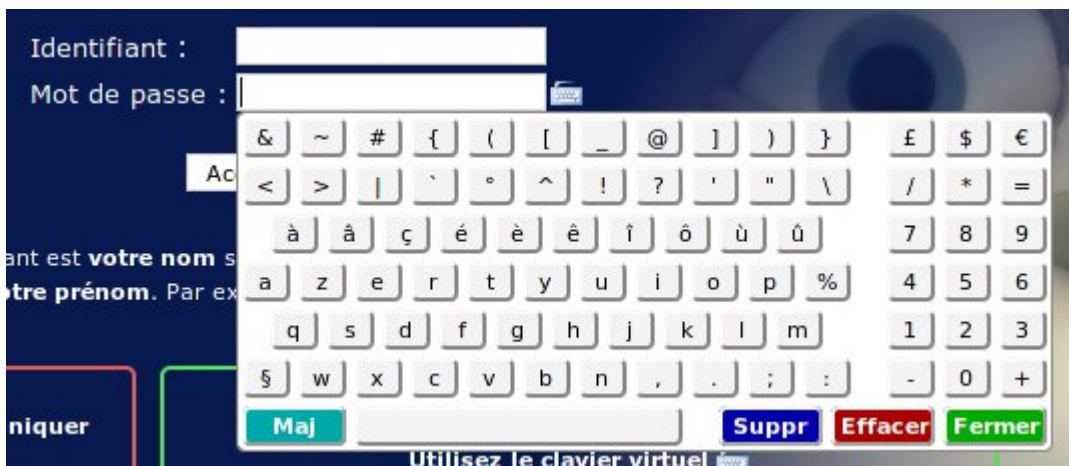 Identifiant :
Mot de passe :
& ~ # { ( [ _ @ ] ) } £ $ €
Ac
< > | ` ° ^ ! ? ' " \ / * =
à â ç é è ê î ô ù û 7 8 9
ant est votre nom s
a z e r t y u i o p % 4 5 6
otre prénom. Par ex
q s d f g h j k l m 1 2 3
§ w x c v b n , . ; : - 0 +
niquer
Maj Suppr Effacer Fermer
Utilisez le clavier virtuel